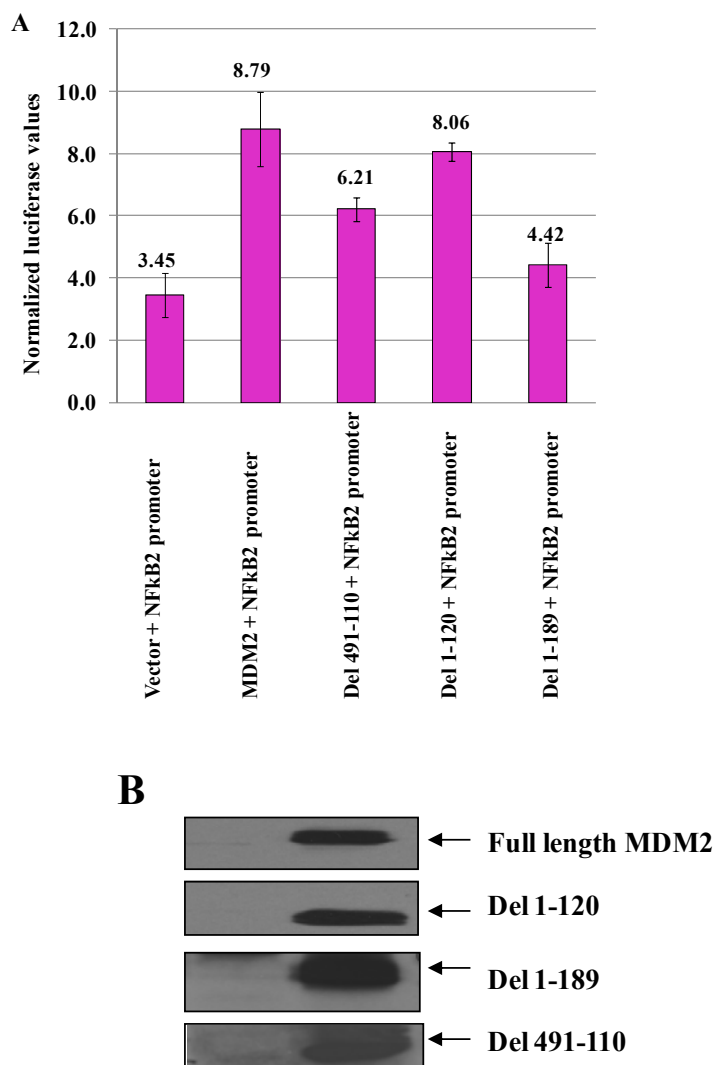 A
12.0
10.0
8.0
6.0
4.0
2.0
0.0
Normalized luciferase values
3.45
8.79
6.21
8.06
4.42
Vector + NFkB2 promoter
MDM2 + NFkB2 promoter
Del 491-110 + NFkB2 promoter
Del 1-120 + NFkB2 promoter
Del 1-189 + NFkB2 promoter
B
Full length MDM2
Del 1-120
Del 1-189
Del 491-110